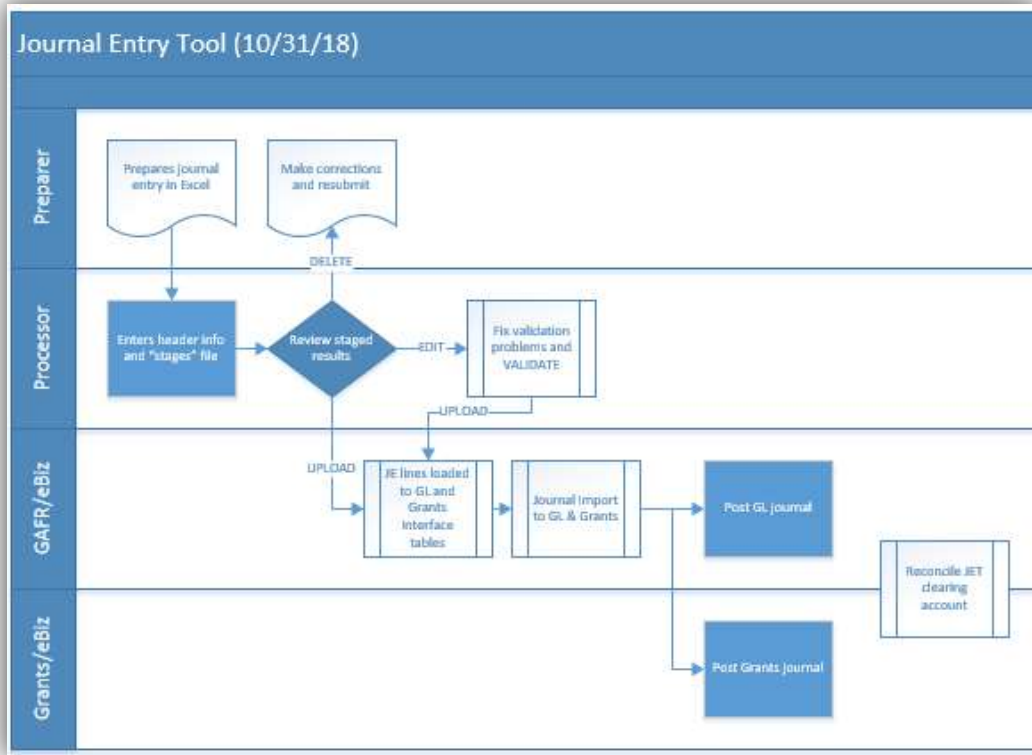 Journal Entry Tool (10/31/18)
Preparer
Prepares journal
entry in Excel
Make corrections
and resubmit
DELETE
Processor
Enters header info
and "stages" file
Review staged
results
EDIT
Fix validation
problems and
VALIDATE
UPLOAD
UPLOAD
GAFR/eBiz
JE lines loaded
to GL and
Grants
Interface
tables
Journal Import
to GL & Grants
Post GL journal
Reconcile JET
clearing
account
Grants/eBiz
Post Grants journal